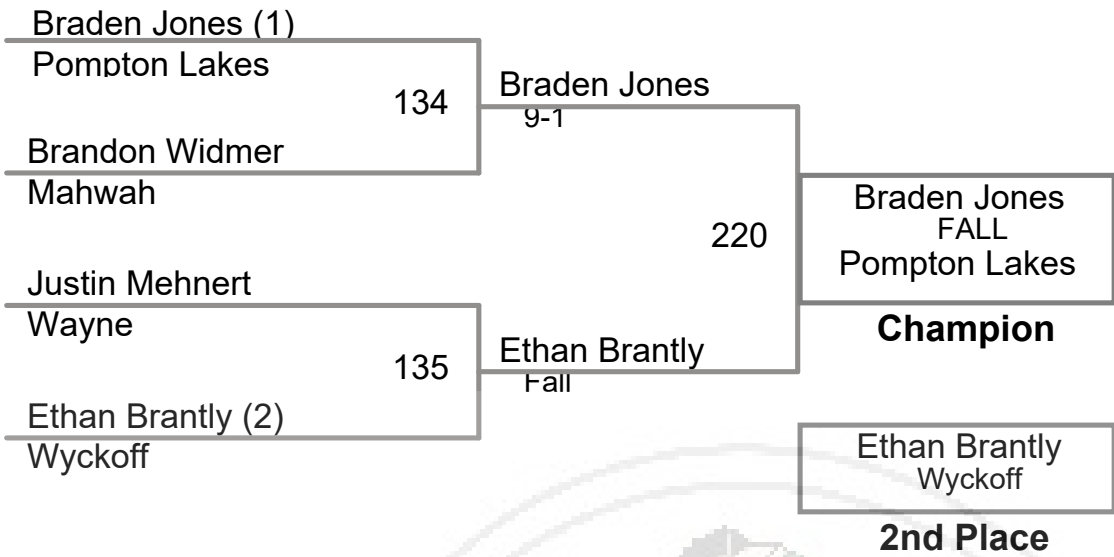 Braden Jones (1)
Pompton Lakes
134
Brandon Widmer
Mahwah
Braden Jones
9-1
Justin Mehnert
Wayne
135
Ethan Brantly (2)
Wyckoff
Ethan Brantly
Fall
220
Braden Jones
FALL
Pompton Lakes
Champion
Ethan Brantly
Wyckoff
2nd Place